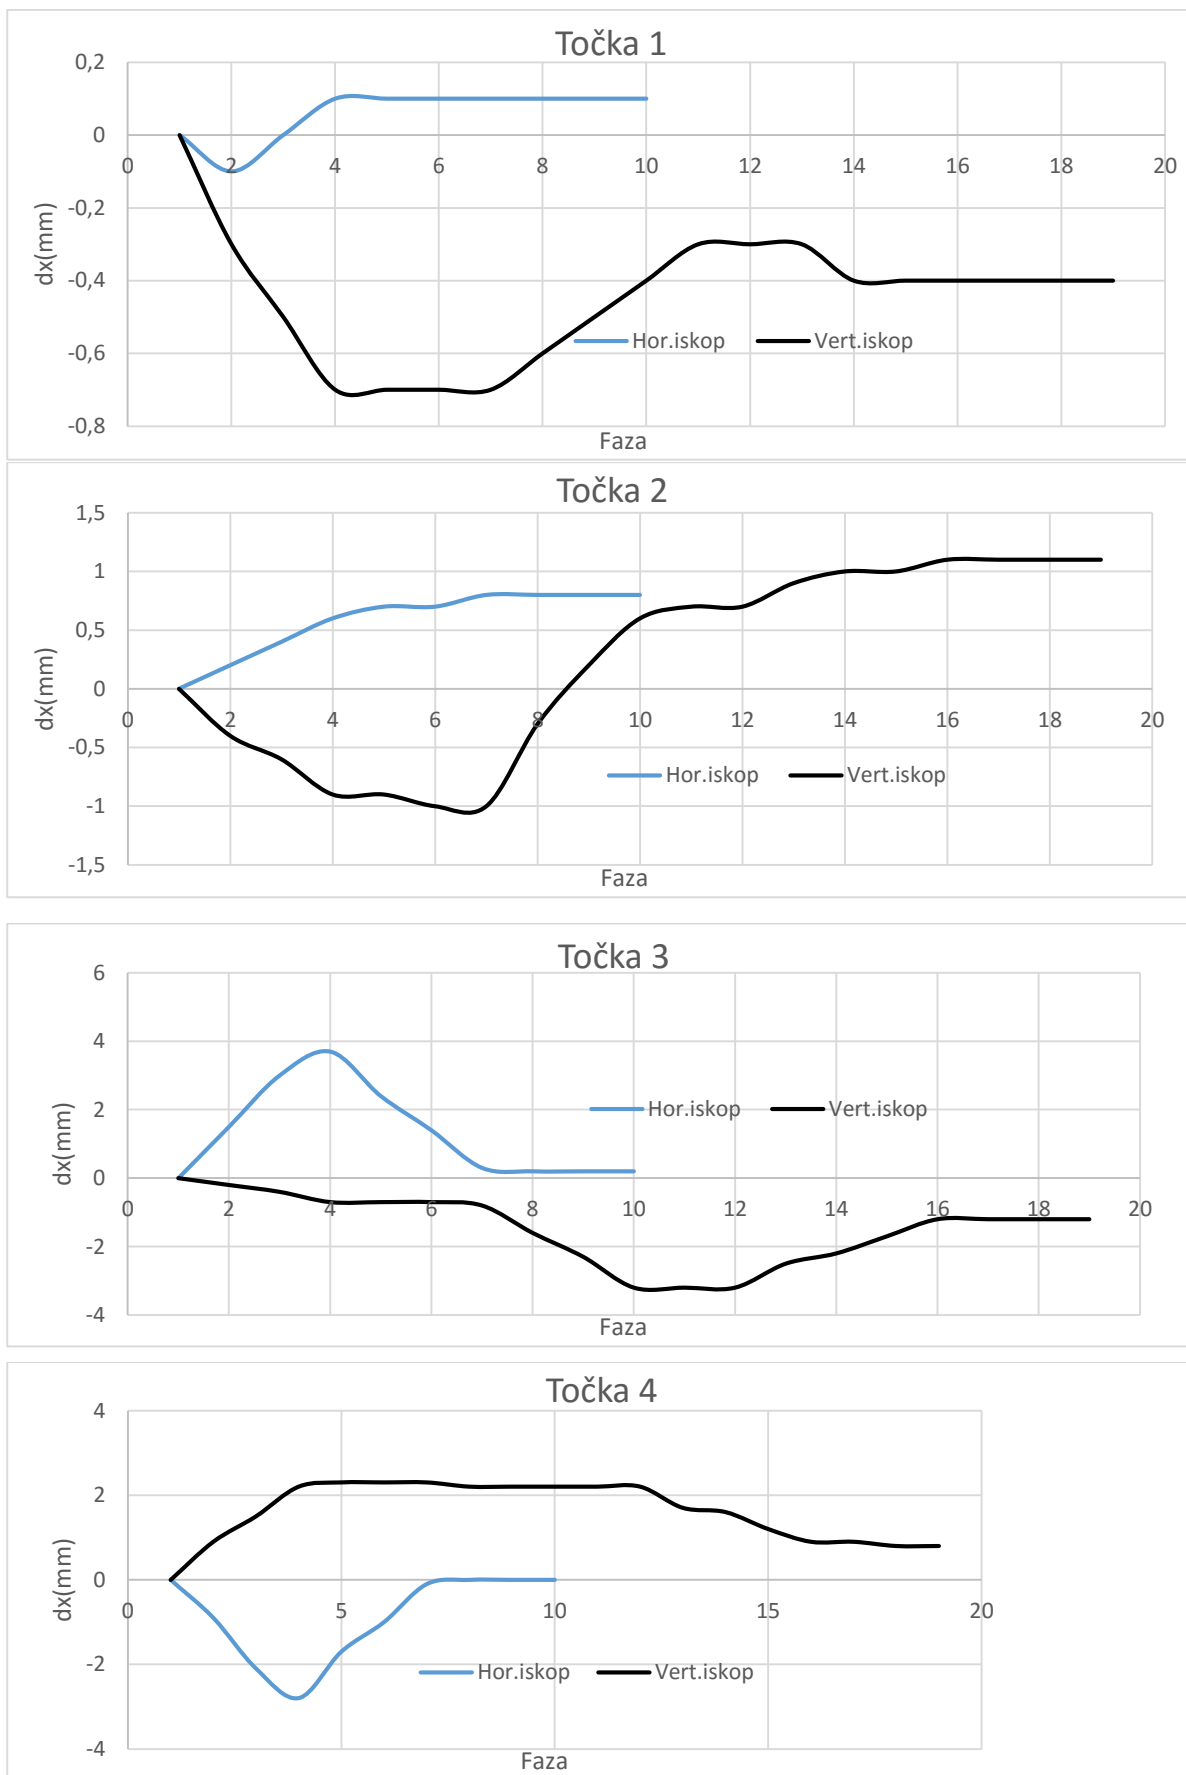 Točka 1
0,2
0
0 2 4 6 8 10 12 14 16 18 20
-0,2
-0,4
-0,6
-0,8
dx(mm)
Hor.iskop Vert.iskop
Faza
Točka 2
1,5
1
0,5
0
0 2 4 6 8 10 12 14 16 18 20
-0,5
-1
-1,5
dx(mm)
Hor.iskop Vert.iskop
Faza
Točka 3
6
4
2
0
0 2 4 6 8 10 12 14 16 18 20
-2
-4
dx(mm)
Hor.iskop Vert.iskop
Faza
Točka 4
4
2
0
0 5 10 15 20
-2
-4
dx(mm)
Hor.iskop Vert.iskop
Faza